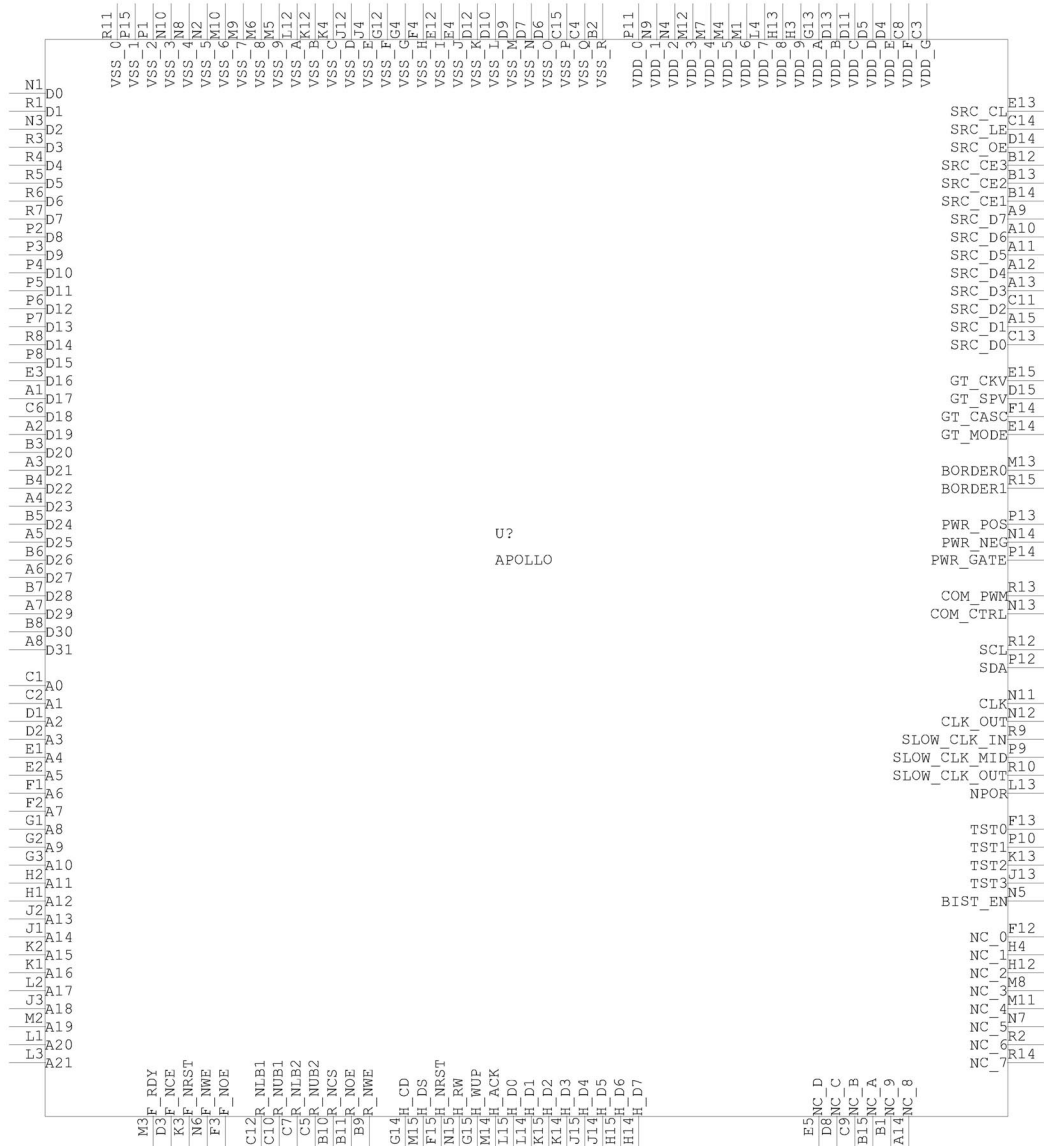 R11 VSS_0
P15 VSS_1
P1 VSS_2
N10 VSS_3
N8 VSS_4
N2 VSS_5
M10 VSS_6
M9 VSS_7
M6 VSS_8
M5 VSS_9
L12 VSS_A
K12 VSS_B
K4 VSS_C
J12 VSS_D
J4 VSS_E
G12 VSS_F
G4 VSS_G
F4 VSS_H
E12 VSS_I
E4 VSS_J
D12 VSS_K
D10 VSS_L
D9 VSS_M
D7 VSS_N
D6 VSS_O
C15 VSS_P
C4 VSS_Q
B2 VSS_R
P11 VDD_0
N9 VDD_1
N4 VDD_2
M12 VDD_3
M7 VDD_4
M4 VDD_5
M1 VDD_6
L4 VDD_7
H13 VDD_8
H3 VDD_9
G13 VDD_A
D13 VDD_B
D11 VDD_C
D5 VDD_D
D4 VDD_E
C8 VDD_F
C3 VDD_G
N1 D0
R1 D1
N3 D2
R3 D3
R4 D4
R5 D5
R6 D6
R7 D7
P2 D8
P3 D9
P4 D10
P5 D11
P6 D12
P7 D13
R8 D14
P8 D15
E3 D16
A1 D17
C6 D18
A2 D19
B3 D20
A3 D21
B4 D22
A4 D23
B5 D24
A5 D25
B6 D26
A6 D27
B7 D28
A7 D29
B8 D30
A8 D31
C1 A0
C2 A1
D1 A2
D2 A3
E1 A4
E2 A5
F1 A6
F2 A7
G1 A8
G2 A9
G3 A10
H2 A11
H1 A12
J2 A13
J1 A14
K2 A15
K1 A16
L2 A17
J3 A18
M2 A19
L1 A20
L3 A21
U?
APOLLO
SRC_CL E13
SRC_LE C14
SRC_OE D14
SRC_CE3 B12
SRC_CE2 B13
SRC_CE1 B14
SRC_D7 A9
SRC_D6 A10
SRC_D5 A11
SRC_D4 A12
SRC_D3 A13
SRC_D2 C11
SRC_D1 A15
SRC_D0 C13
GT_CKV E15
GT_SPV D15
GT_CASC F14
GT_MODE E14
BORDER0 M13
BORDER1 R15
PWR_POS P13
PWR_NEG N14
PWR_GATE P14
COM_PWM R13
COM_CTRL N13
SCL R12
SDA P12
CLK N11
CLK_OUT N12
SLOW_CLK_IN R9
SLOW_CLK_MID P9
SLOW_CLK_OUT R10
NPOR L13
TST0 F13
TST1 P10
TST2 K13
TST3 J13
BIST_EN N5
NC_0 F12
NC_1 H4
NC_2 H12
NC_3 M8
NC_4 M11
NC_5 N7
NC_6 R2
NC_7 R14
M3 F_RDY
D3 F_NCE
K3 F_NRST
N6 F_NWE
F3 F_NOE
C12 R_NLB1
C10 R_NUB1
C7 R_NLB2
C5 R_NUB2
B10 R_NCS
B11 R_NOE
B9 R_NWE
G14 H_CD
M15 H_DS
F15 H_NRST
N15 H_RW
G15 H_WUP
M14 H_ACK
L15 H_D0
L14 H_D1
K15 H_D2
K14 H_D3
J15 H_D4
J14 H_D5
H15 H_D6
H14 H_D7
E5 NC_D
D8 NC_C
C9 NC_B
B15 NC_A
B1 NC_9
A14 NC_8